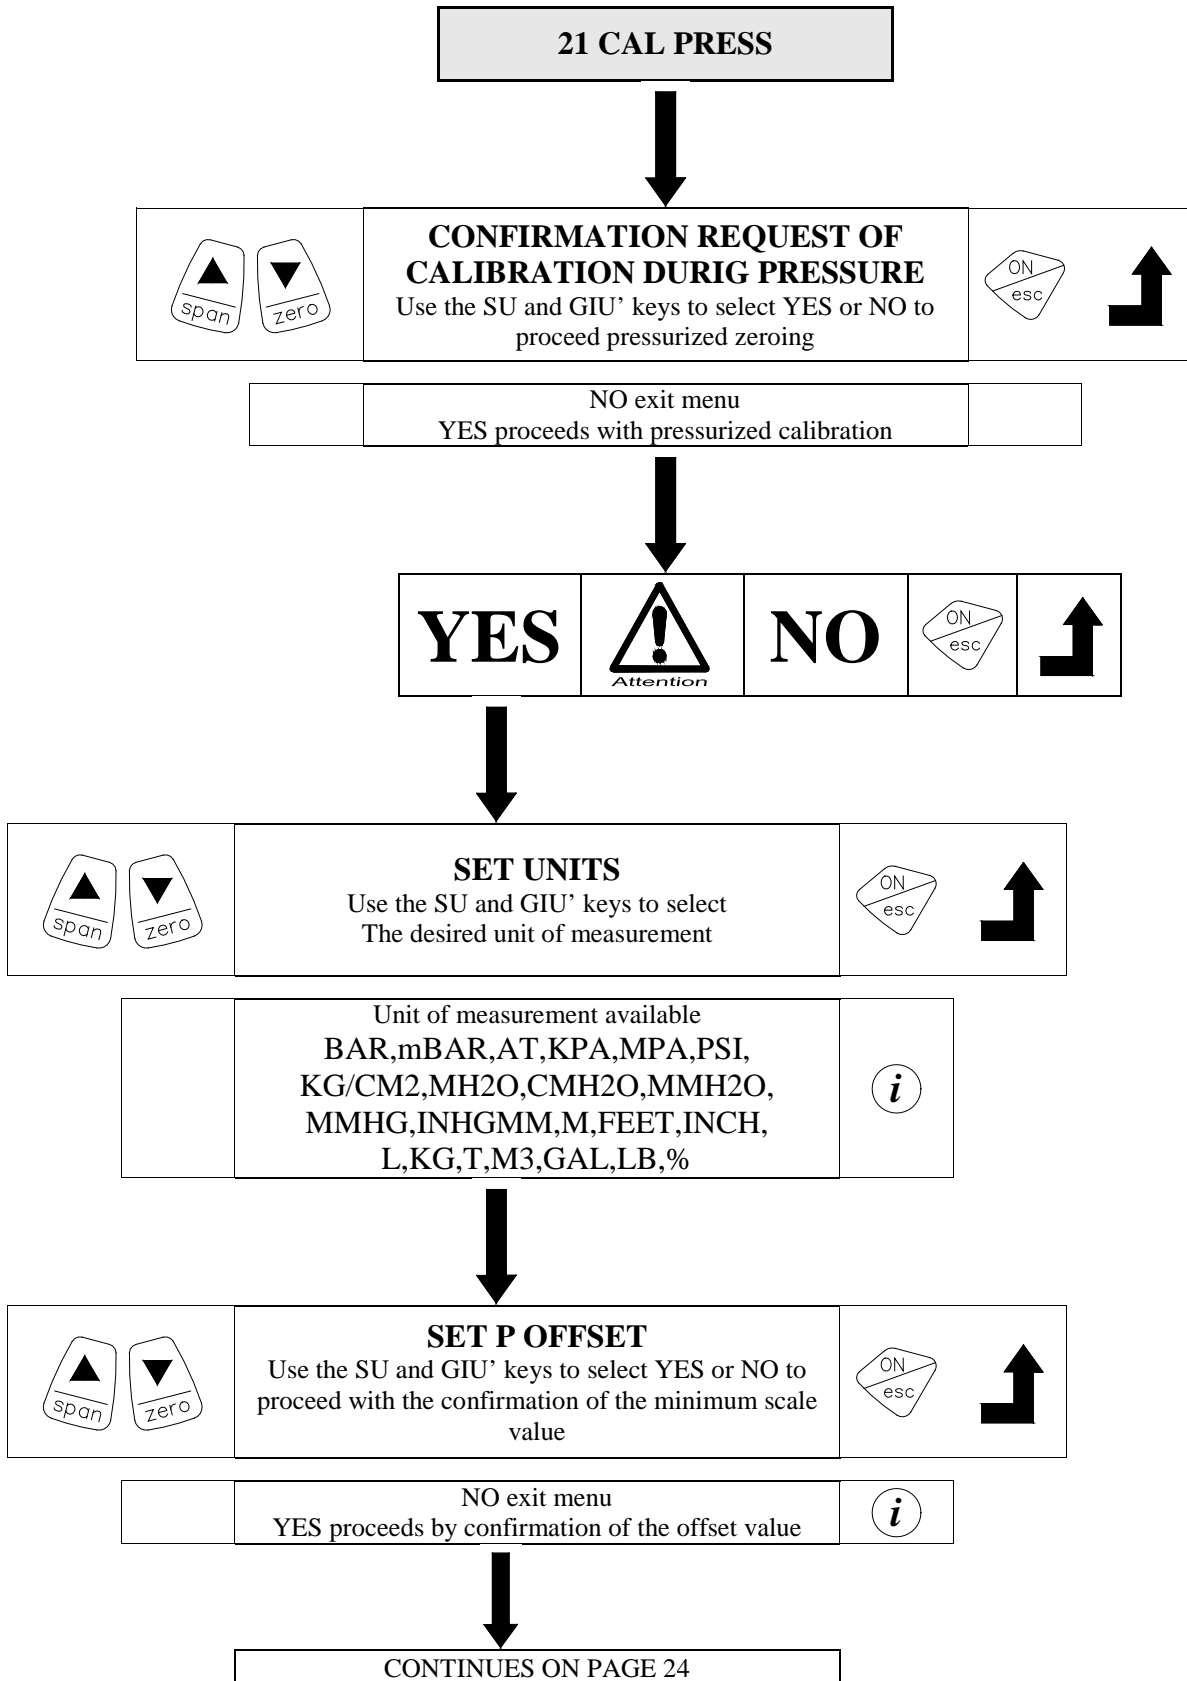 21 CAL PRESS
CONFIRMATION REQUEST OF
CALIBRATION DURIG PRESSURE
Use the SU and GIU’ keys to select YES or NO to
proceed pressurized zeroing
span
zero
ON
esc
NO exit menu
YES proceeds with pressurized calibration
YES
Attention
NO
ON
esc
span
zero
SET UNITS
Use the SU and GIU’ keys to select
The desired unit of measurement
ON
esc
Unit of measurement available
BAR,mBAR,AT,KPA,MPA,PSI,
KG/CM2,MH2O,CMH2O,MMH2O,
MMHG,INHGMM,M,FEET,INCH,
L,KG,T,M3,GAL,LB,%
i
span
zero
SET P OFFSET
Use the SU and GIU’ keys to select YES or NO to
proceed with the confirmation of the minimum scale
value
ON
esc
NO exit menu
YES proceeds by confirmation of the offset value
i
CONTINUES ON PAGE 24